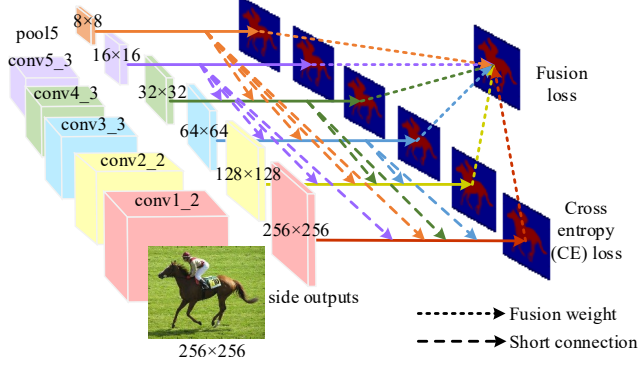 8×8
pool5
16×16
conv5_3
32×32
conv4_3
64×64
conv3_3
128×128
conv2_2
256×256
conv1_2
side outputs
256×256
Fusion
loss
Cross
entropy
(CE) loss
Fusion weight
Short connection